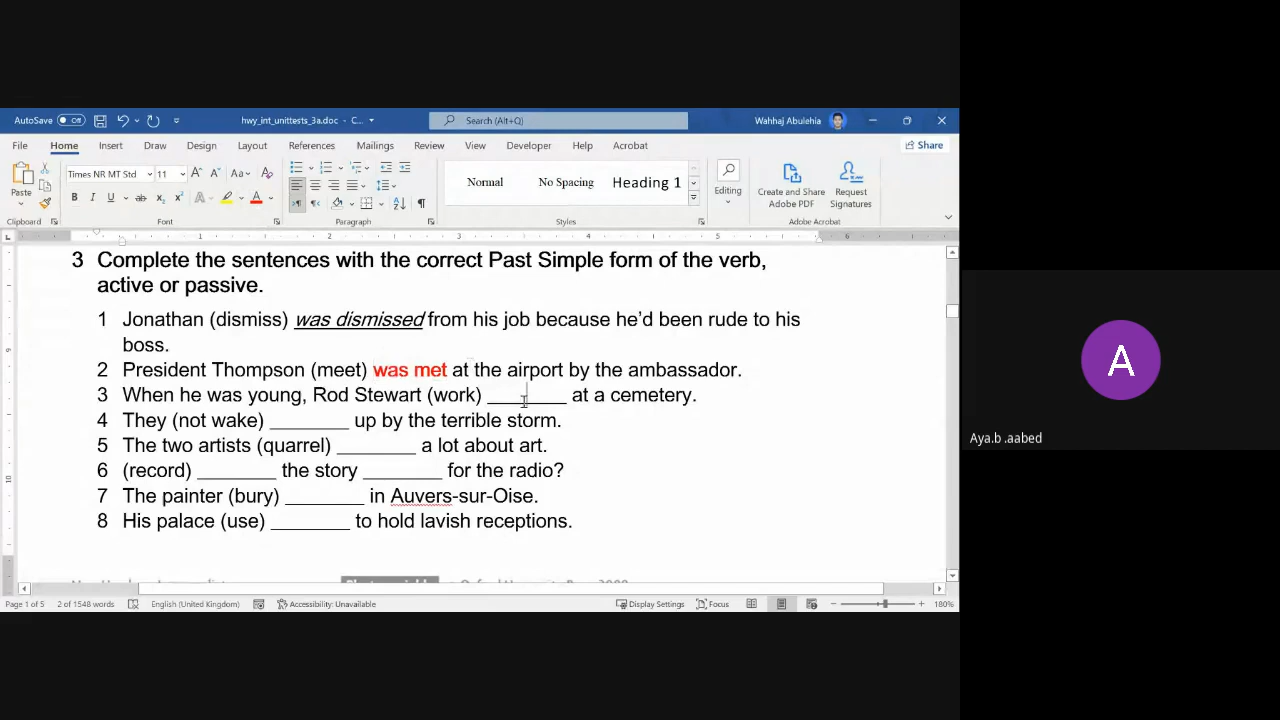 AutoSave Off hwy_int_unittests_3a.doc - C... Search (Alt+Q) Wahhaj Abulehia
File Home Insert Draw Design Layout References Mailings Review View Developer Help Acrobat Share
Paste Times NR MT Std 11 Normal No Spacing Heading 1 Editing Create and Share Adobe PDF Request Signatures
Clipboard Font Paragraph Styles Adobe Acrobat
3 Complete the sentences with the correct Past Simple form of the verb,
active or passive.
1 Jonathan (dismiss) was dismissed from his job because he’d been rude to his
boss.
2 President Thompson (meet) was met at the airport by the ambassador.
3 When he was young, Rod Stewart (work) ________ at a cemetery.
4 They (not wake) ________ up by the terrible storm.
5 The two artists (quarrel) ________ a lot about art.
6 (record) ________ the story ________ for the radio?
7 The painter (bury) ________ in Auvers-sur-Oise.
8 His palace (use) ________ to hold lavish receptions.
Page 1 of 5 2 of 1548 words English (United Kingdom) Accessibility: Unavailable Display Settings Focus 180%
A
Aya.b .aabed